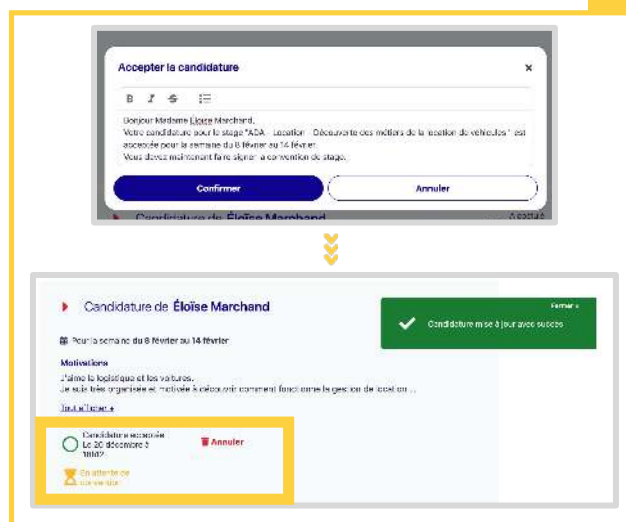 Accepter la candidature ×
B I S
Bonjour Madame Éloïse Marchand,
Votre candidature pour le stage "ADA - Location - Découverte des métiers de la location de véhicules" est
acceptée pour la semaine du 8 février au 14 février.
Vous devez maintenant faire signer la convention de stage.
Confirmer Annuler
Candidature de Éloïse Marchand
Candidature de Éloïse Marchand
Fermer ×
Candidature mise à jour avec succès
Pour la semaine du 8 février au 14 février
Motivations
J'aime la logistique et les voitures.
Je suis très organisée et motivée à découvrir comment fonctionne la gestion de location ...
Tout afficher +
Candidature acceptée
Le 20 décembre à
Annuler
En attente de
convention